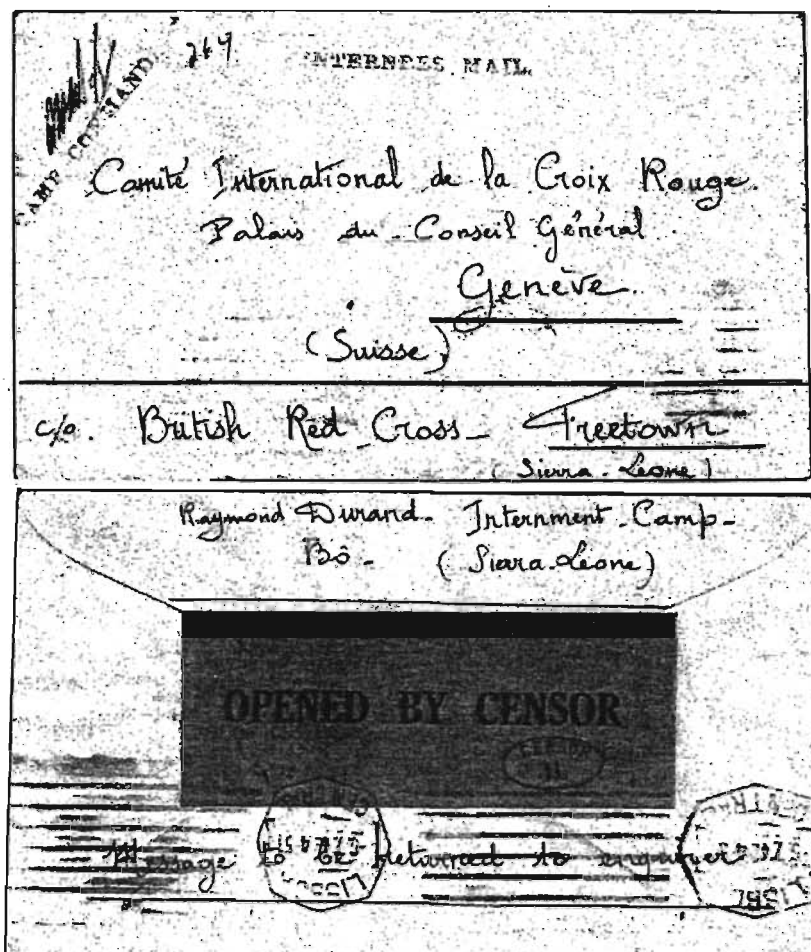 264
INTERNEES MAIL
CAMP COMMAND
Comité International de la Croix Rouge.
Palais du Conseil Général.
Genève.
(Suisse)
c/o. British Red Cross - Freetown
(Sierra-Leone)
Raymond Durand - Internment-Camp-
Bô - (Siara-Leone)
OPENED BY CENSOR
Message to be returned to enquirer